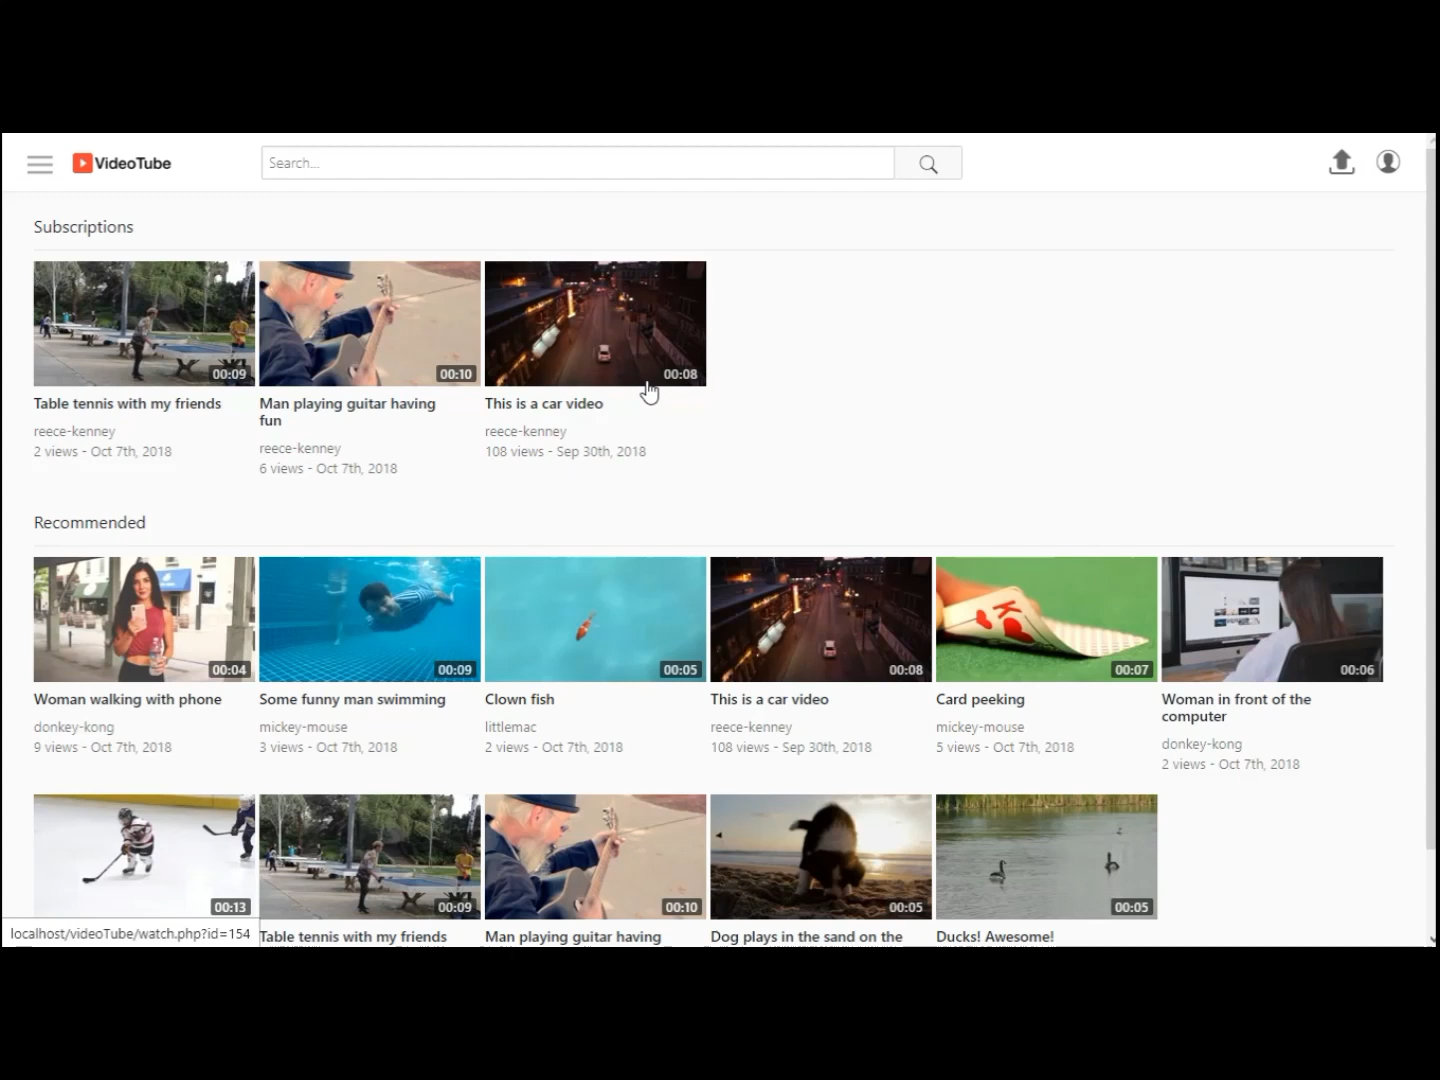 VideoTube
Search...
Subscriptions
00:09
00:10
00:08
Table tennis with my friends
Man playing guitar having
fun
This is a car video
reece-kenney
2 views - Oct 7th, 2018
reece-kenney
6 views - Oct 7th, 2018
reece-kenney
108 views - Sep 30th, 2018
Recommended
00:04
00:09
00:05
00:08
00:07
00:06
Woman walking with phone
Some funny man swimming
Clown fish
This is a car video
Card peeking
Woman in front of the
computer
donkey-kong
9 views - Oct 7th, 2018
mickey-mouse
3 views - Oct 7th, 2018
littlemac
2 views - Oct 7th, 2018
reece-kenney
108 views - Sep 30th, 2018
mickey-mouse
5 views - Oct 7th, 2018
donkey-kong
2 views - Oct 7th, 2018
K
00:13
00:09
00:10
00:05
00:05
localhost/videoTube/watch.php?id=154
Table tennis with my friends
Man playing guitar having
Dog plays in the sand on the
Ducks! Awesome!